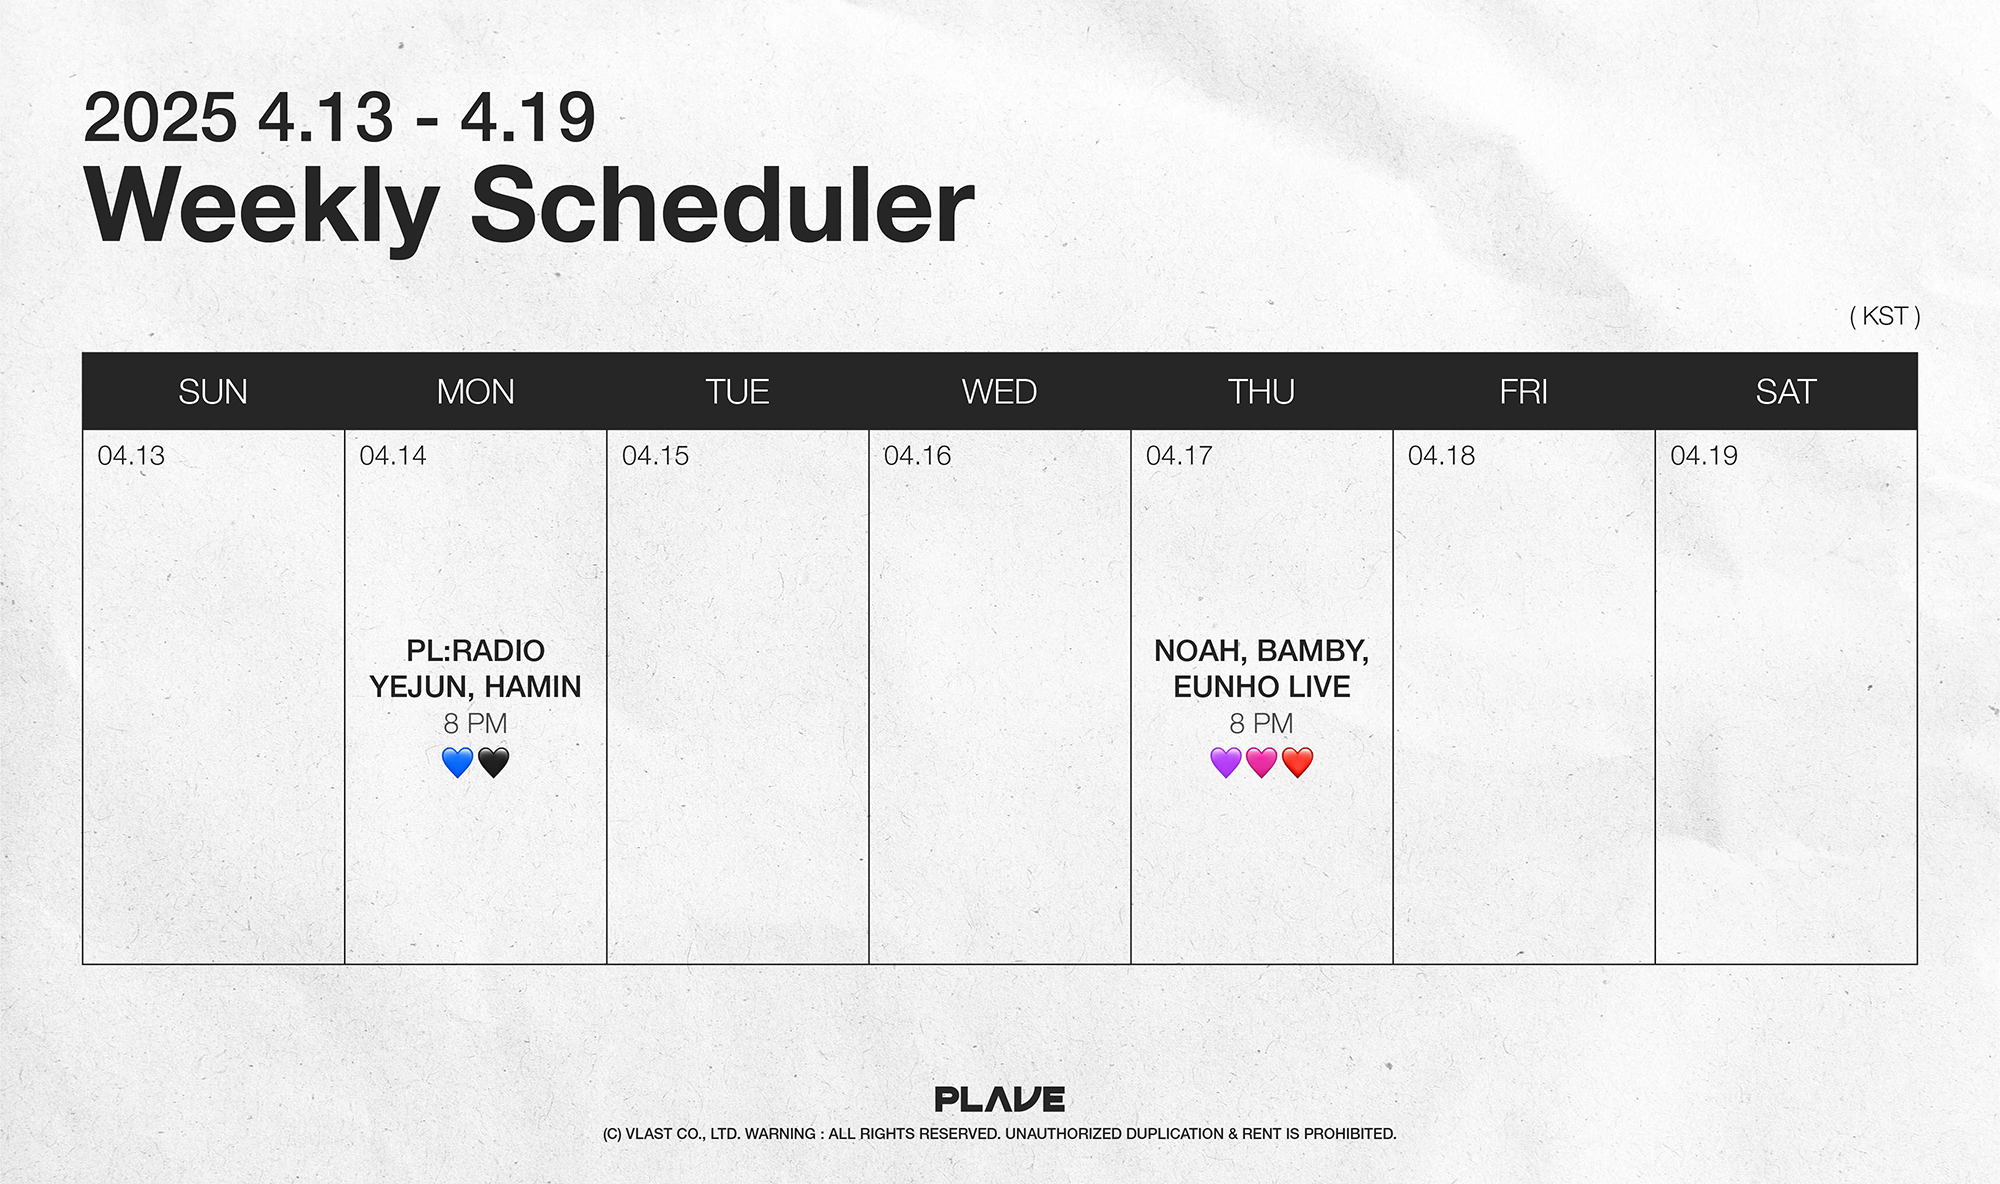 2025 4.13 - 4.19
Weekly Scheduler
( KST )
SUN MON TUE WED THU FRI SAT
04.13 04.14 04.15 04.16 04.17 04.18 04.19
PL:RADIO
YEJUN, HAMIN
8 PM
💙🖤
NOAH, BAMBY,
EUNHO LIVE
8 PM
💜🩷❤️
PLAVE
(C) VLAST CO., LTD. WARNING : ALL RIGHTS RESERVED. UNAUTHORIZED DUPLICATION & RENT IS PROHIBITED.